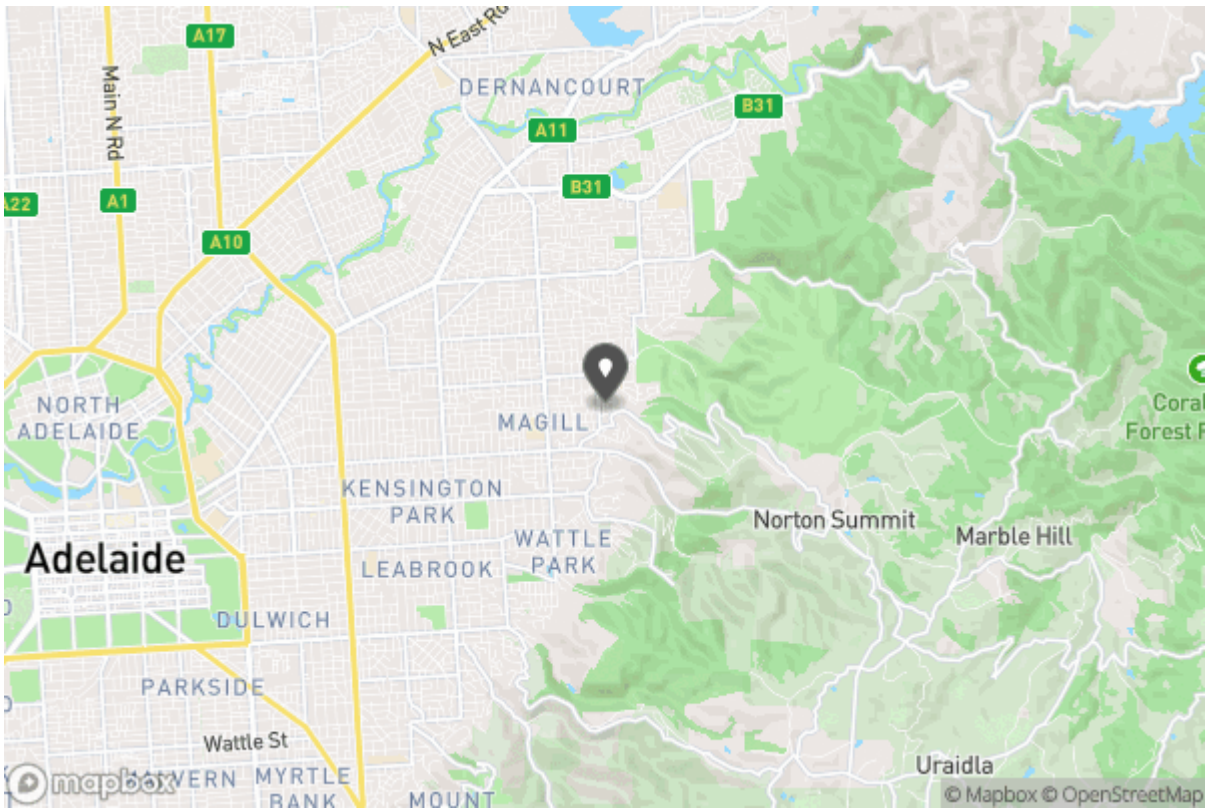 A17
N East Rd
Main N Rd
DERNANCOURT
B31
A11
B31
A22
A1
A10
NORTH
ADELAIDE
MAGILL
Coral
Forest
KENSINGTON
PARK
Norton Summit
Marble Hill
WATTLE
PARK
Adelaide
LEABROOK
DULWICH
PARKSIDE
Wattle St
Uraidla
mapbox
MYRTLE
BANK
MOUNT
© Mapbox © OpenStreetMap